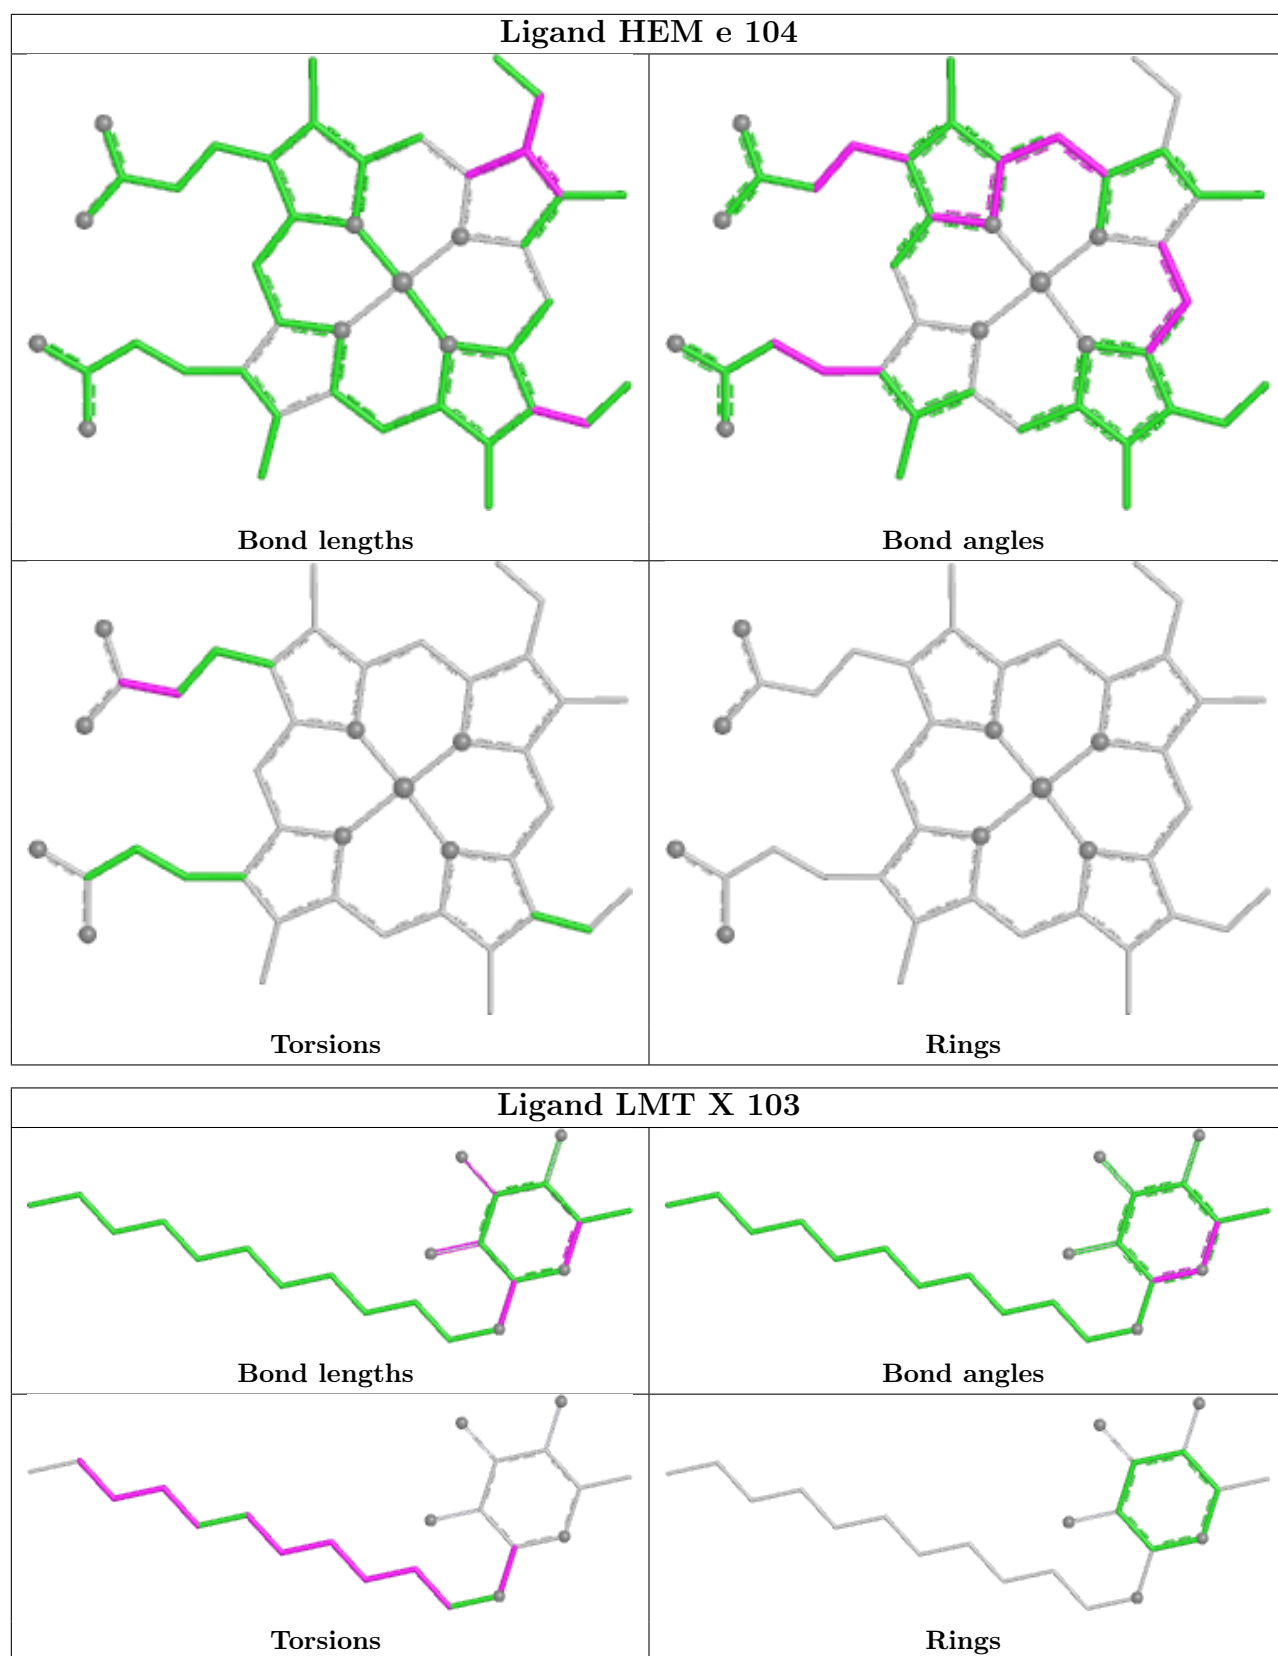 Ligand HEM e 104
Bond lengths
Bond angles
Torsions
Rings
Ligand LMT X 103
Bond lengths
Bond angles
Torsions
Rings